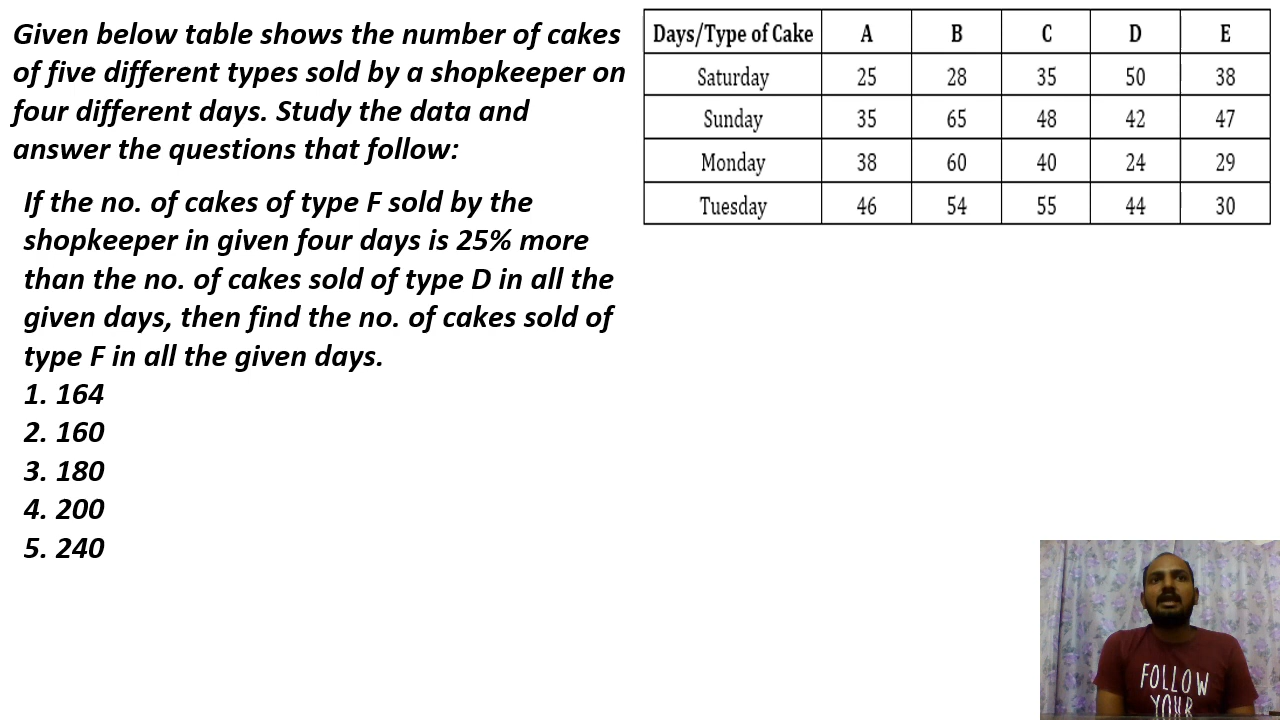 Given below table shows the number of cakes
of five different types sold by a shopkeeper on
four different days. Study the data and
answer the questions that follow:
If the no. of cakes of type F sold by the
shopkeeper in given four days is 25% more
than the no. of cakes sold of type D in all the
given days, then find the no. of cakes sold of
type F in all the given days.
1. 164
2. 160
3. 180
4. 200
5. 240
Days/Type of Cake A B C D E
Saturday 25 28 35 50 38
Sunday 35 65 48 42 47
Monday 38 60 40 24 29
Tuesday 46 54 55 44 30
FOLLOW
YOUR